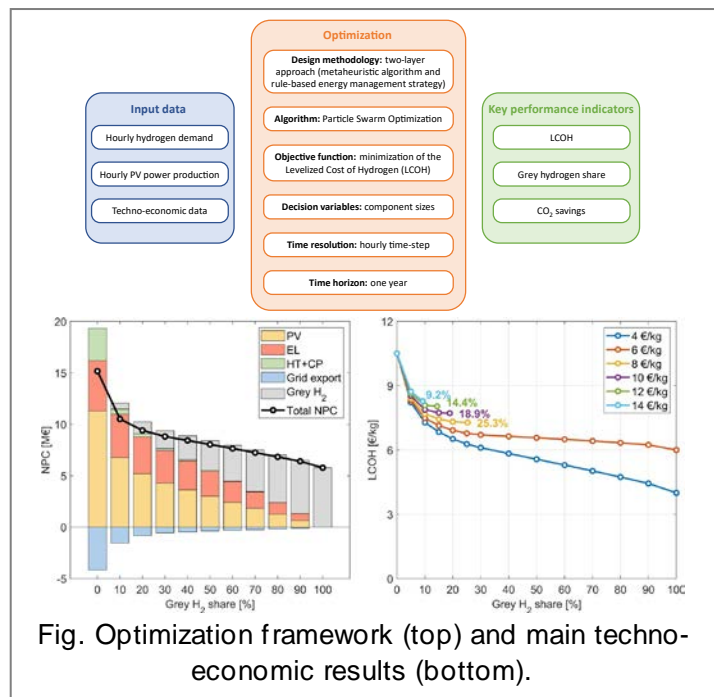 Optimization
Design methodology: two-layer
approach (metaheuristic algorithm and
rule-based energy management strategy)
Algorithm: Particle Swarm Optimization
Objective function: minimization of the
Levelized Cost of Hydrogen (LCOH)
Decision variables: component sizes
Time resolution: hourly time-step
Time horizon: one year
Input data
Hourly hydrogen demand
Hourly PV power production
Techno-economic data
Key performance indicators
LCOH
Grey hydrogen share
CO₂ savings
20
15
10
5
0
-5
NPC [M€]
PV
EL
HT+CP
Grid export
Grey H₂
Total NPC
0 10 20 30 40 50 60 70 80 90 100
Grey H₂ share [%]
12
9
6
3
0
LCOH [€/kg]
4 €/kg
6 €/kg
8 €/kg
10 €/kg
12 €/kg
14 €/kg
9.2%
14.4%
18.9%
25.3%
0 10 20 30 40 50 60 70 80 90 100
Grey H₂ share [%]
Fig. Optimization framework (top) and main techno-
economic results (bottom).